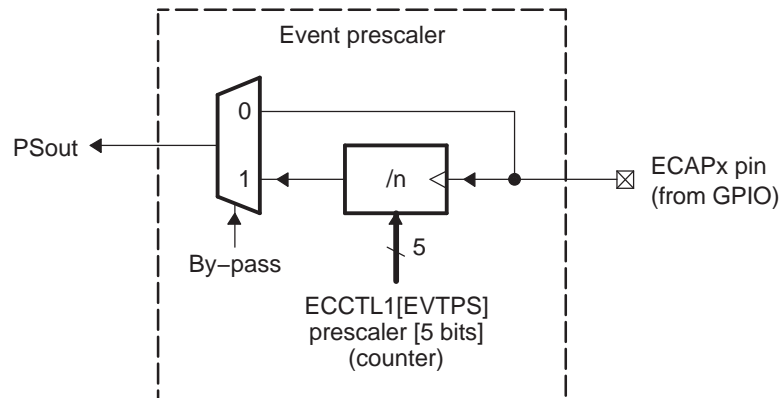 Event prescaler
0
PSout
1
/n
ECAPx pin
(from GPIO)
5
By−pass
ECCTL1[EVTPS]
prescaler [5 bits]
(counter)